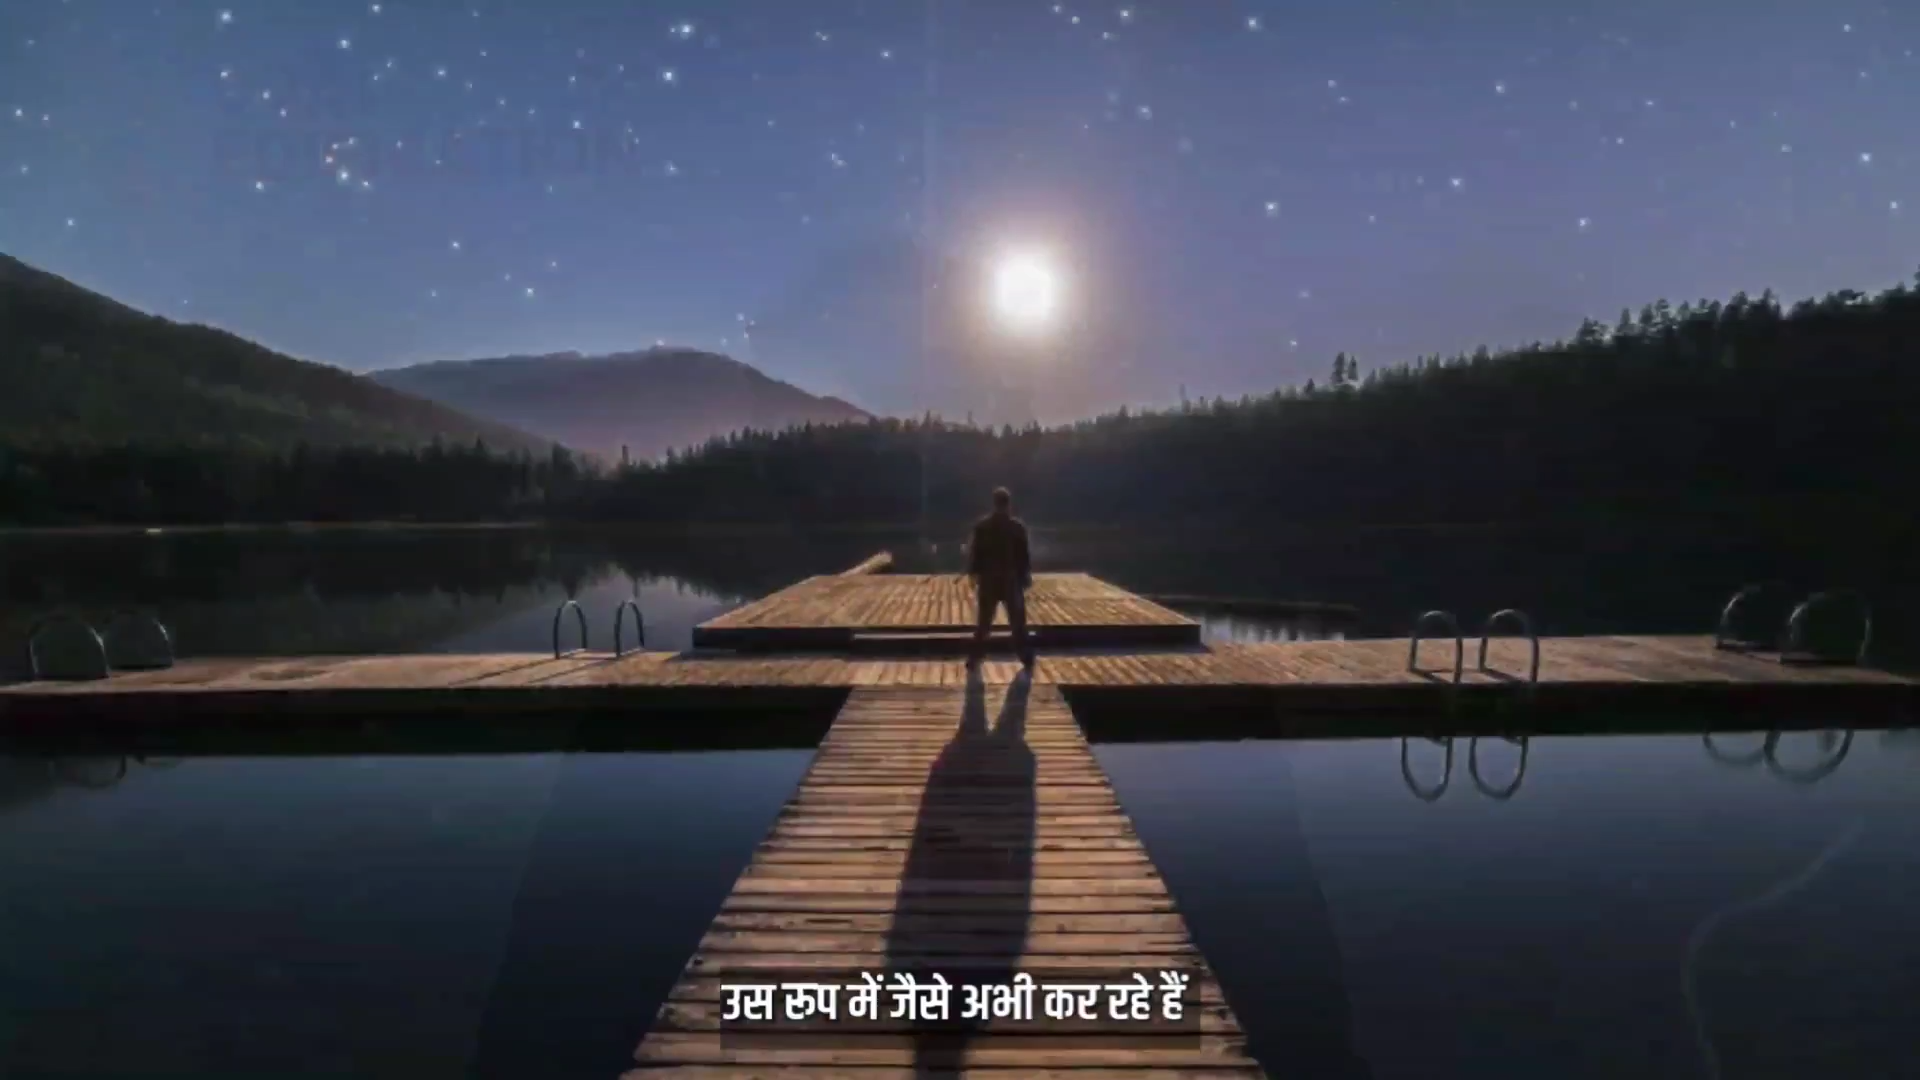 उस रूप में जैसे अभी कर रहे हैं